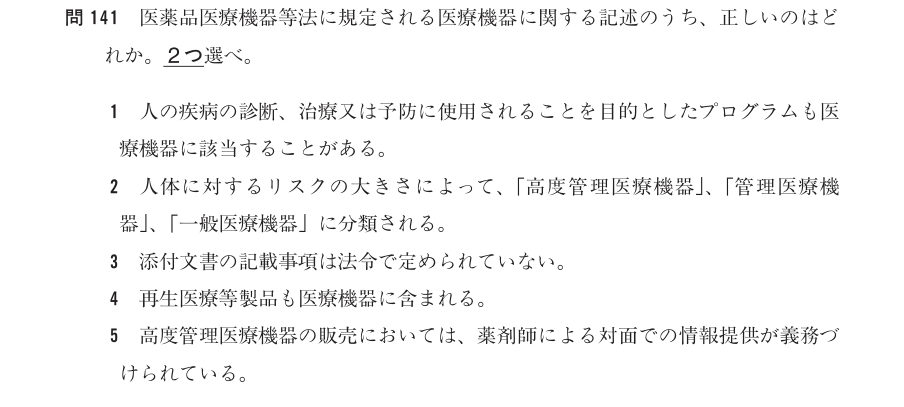 問 141 医薬品医療機器等法に規定される医療機器に関する記述のうち、正しいのはど
れか。２つ選べ。
1 人の疾病の診断、治療又は予防に使用されることを目的としたプログラムも医
療機器に該当することがある。
2 人体に対するリスクの大きさによって、「高度管理医療機器」、「管理医療機
器」、「一般医療機器」に分類される。
3 添付文書の記載事項は法令で定められていない。
4 再生医療等製品も医療機器に含まれる。
5 高度管理医療機器の販売においては、薬剤師による対面での情報提供が義務づ
けられている。